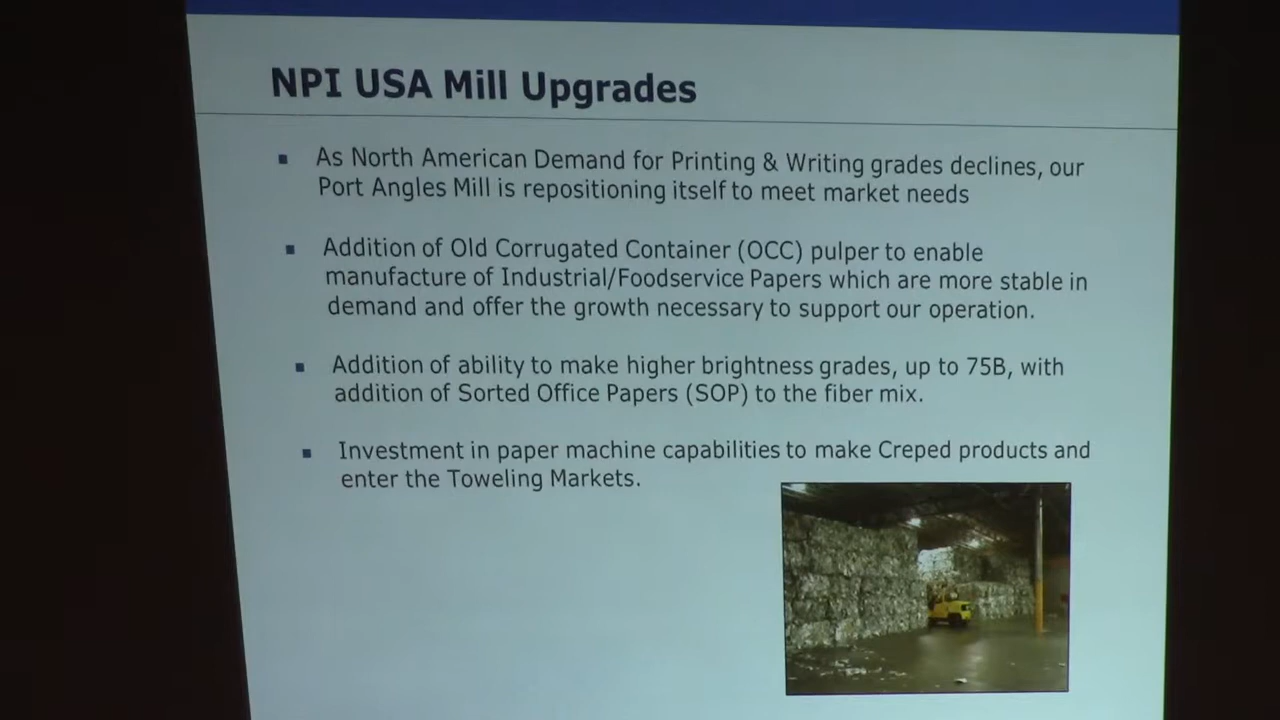 NPI USA Mill Upgrades
As North American Demand for Printing & Writing grades declines, our
Port Angles Mill is repositioning itself to meet market needs
Addition of Old Corrugated Container (OCC) pulper to enable
manufacture of Industrial/Foodservice Papers which are more stable in
demand and offer the growth necessary to support our operation.
Addition of ability to make higher brightness grades, up to 75B, with
addition of Sorted Office Papers (SOP) to the fiber mix.
Investment in paper machine capabilities to make Creped products and
enter the Toweling Markets.